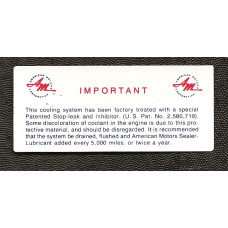 AM AM
IMPORTANT
This cooling system has been factory treated with a special
Patented Stop-leak and Inhibitor. (U. S. Pat. No. 2,580,719)
Some discoloration of coolant in the engine is due to this pro-
tective material, and should be disregarded. It is recommended
that the system be drained, flushed and American Motors Sealer-
Lubricant added every 5,000 miles, or twice a year.